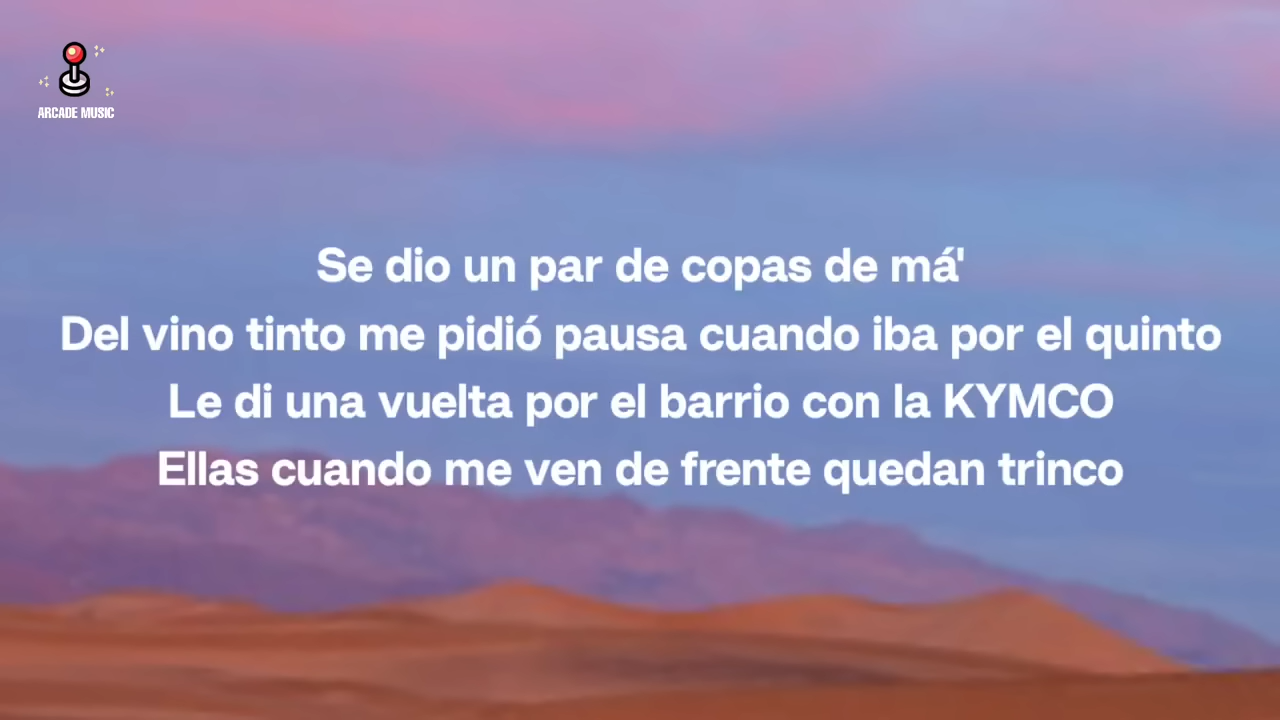 ARCADE MUSIC
Se dio un par de copas de má'
Del vino tinto me pidió pausa cuando iba por el quinto
Le di una vuelta por el barrio con la KYMCO
Ellas cuando me ven de frente quedan trinco